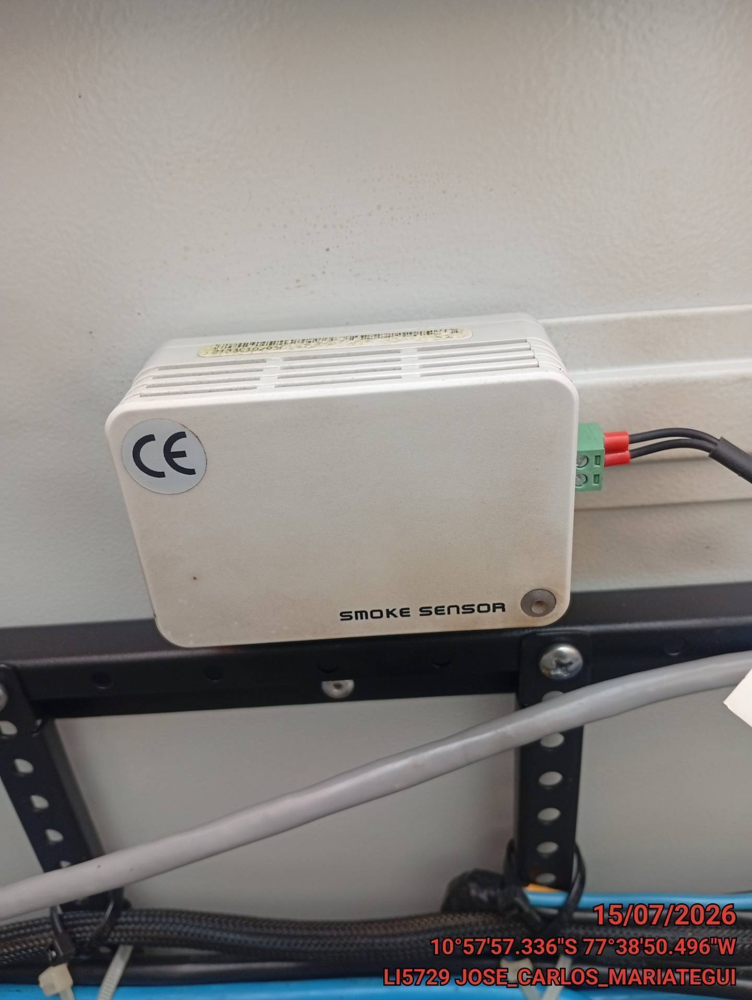 CE
SMOKE SENSOR
15/07/2026
10°57'57.336"S 77°38'50.496"W
LI5729 JOSE_CARLOS_MARIATEGUI